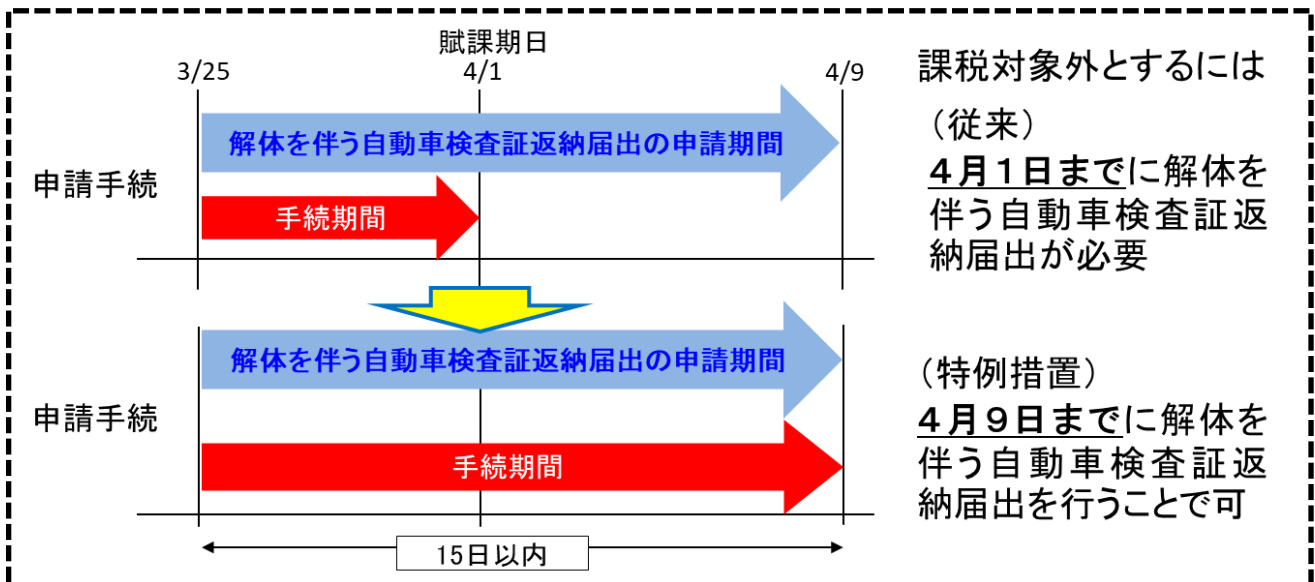 賦課期日
3/25
4/1
4/9
解体を伴う自動車検査証返納届出の申請期間
申請手続
手続期間
課税対象外とするには
（従来）
４月１日までに解体を
伴う自動車検査証返
納届出が必要
解体を伴う自動車検査証返納届出の申請期間
申請手続
手続期間
15日以内
（特例措置）
４月９日までに解体を
伴う自動車検査証返
納届出を行うことで可